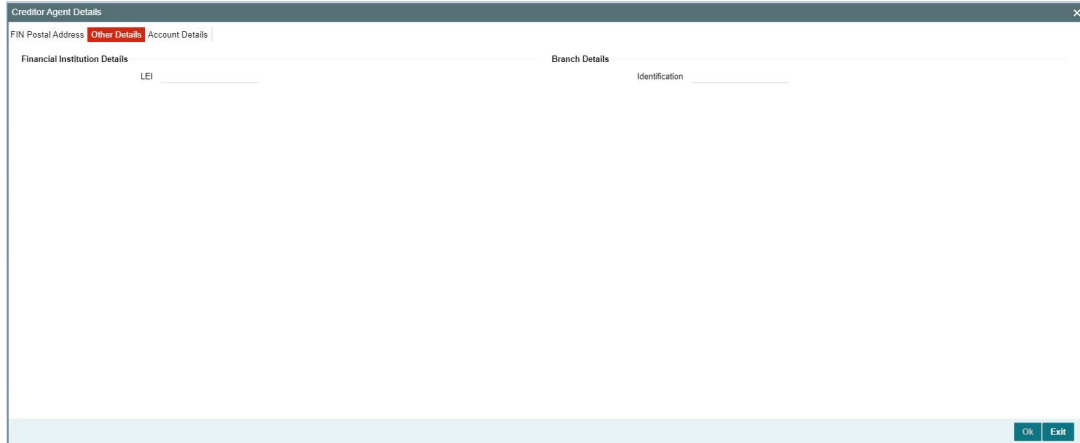 Creditor Agent Details
FIN Postal Address Other Details Account Details
Financial Institution Details Branch Details
LEI Identification
Ok Exit